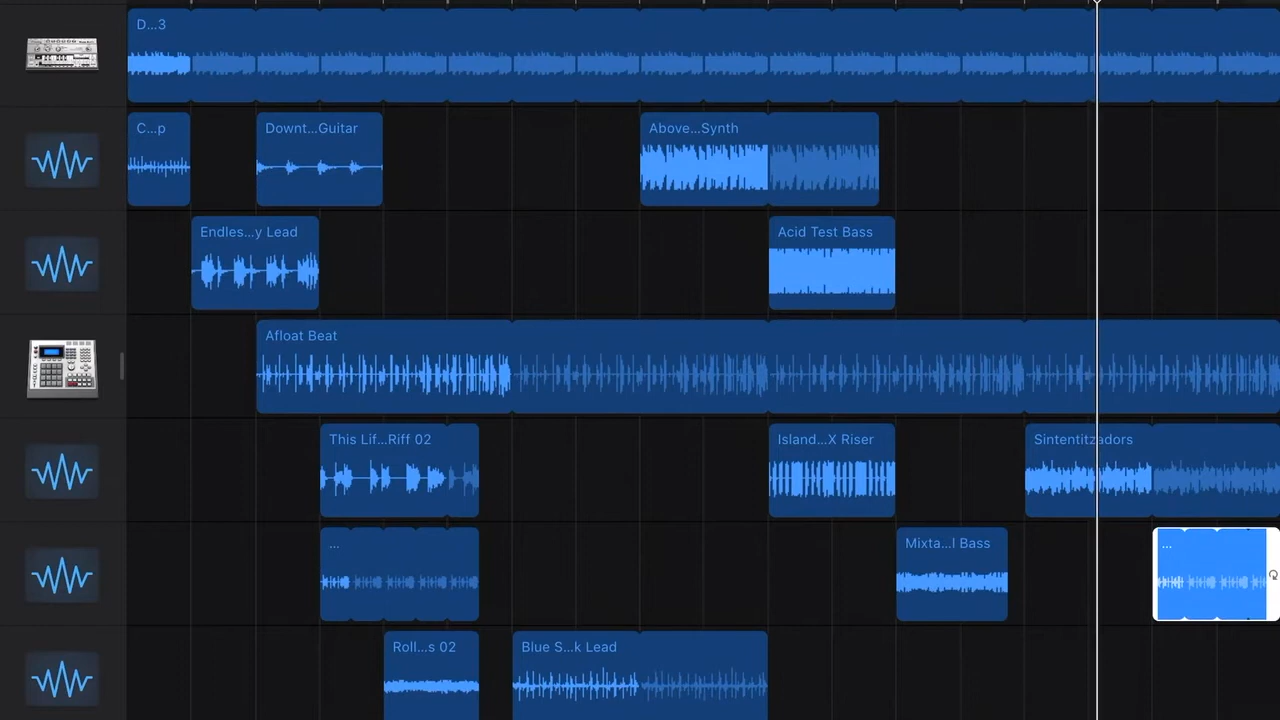 D...3
C...p
Downt...Guitar
Above...Synth
Endles...y Lead
Acid Test Bass
Afloat Beat
This Lif...Riff 02
Island...X Riser
Sintentitzadors
...
Mixta...l Bass
...
Roll...s 02
Blue S...k Lead